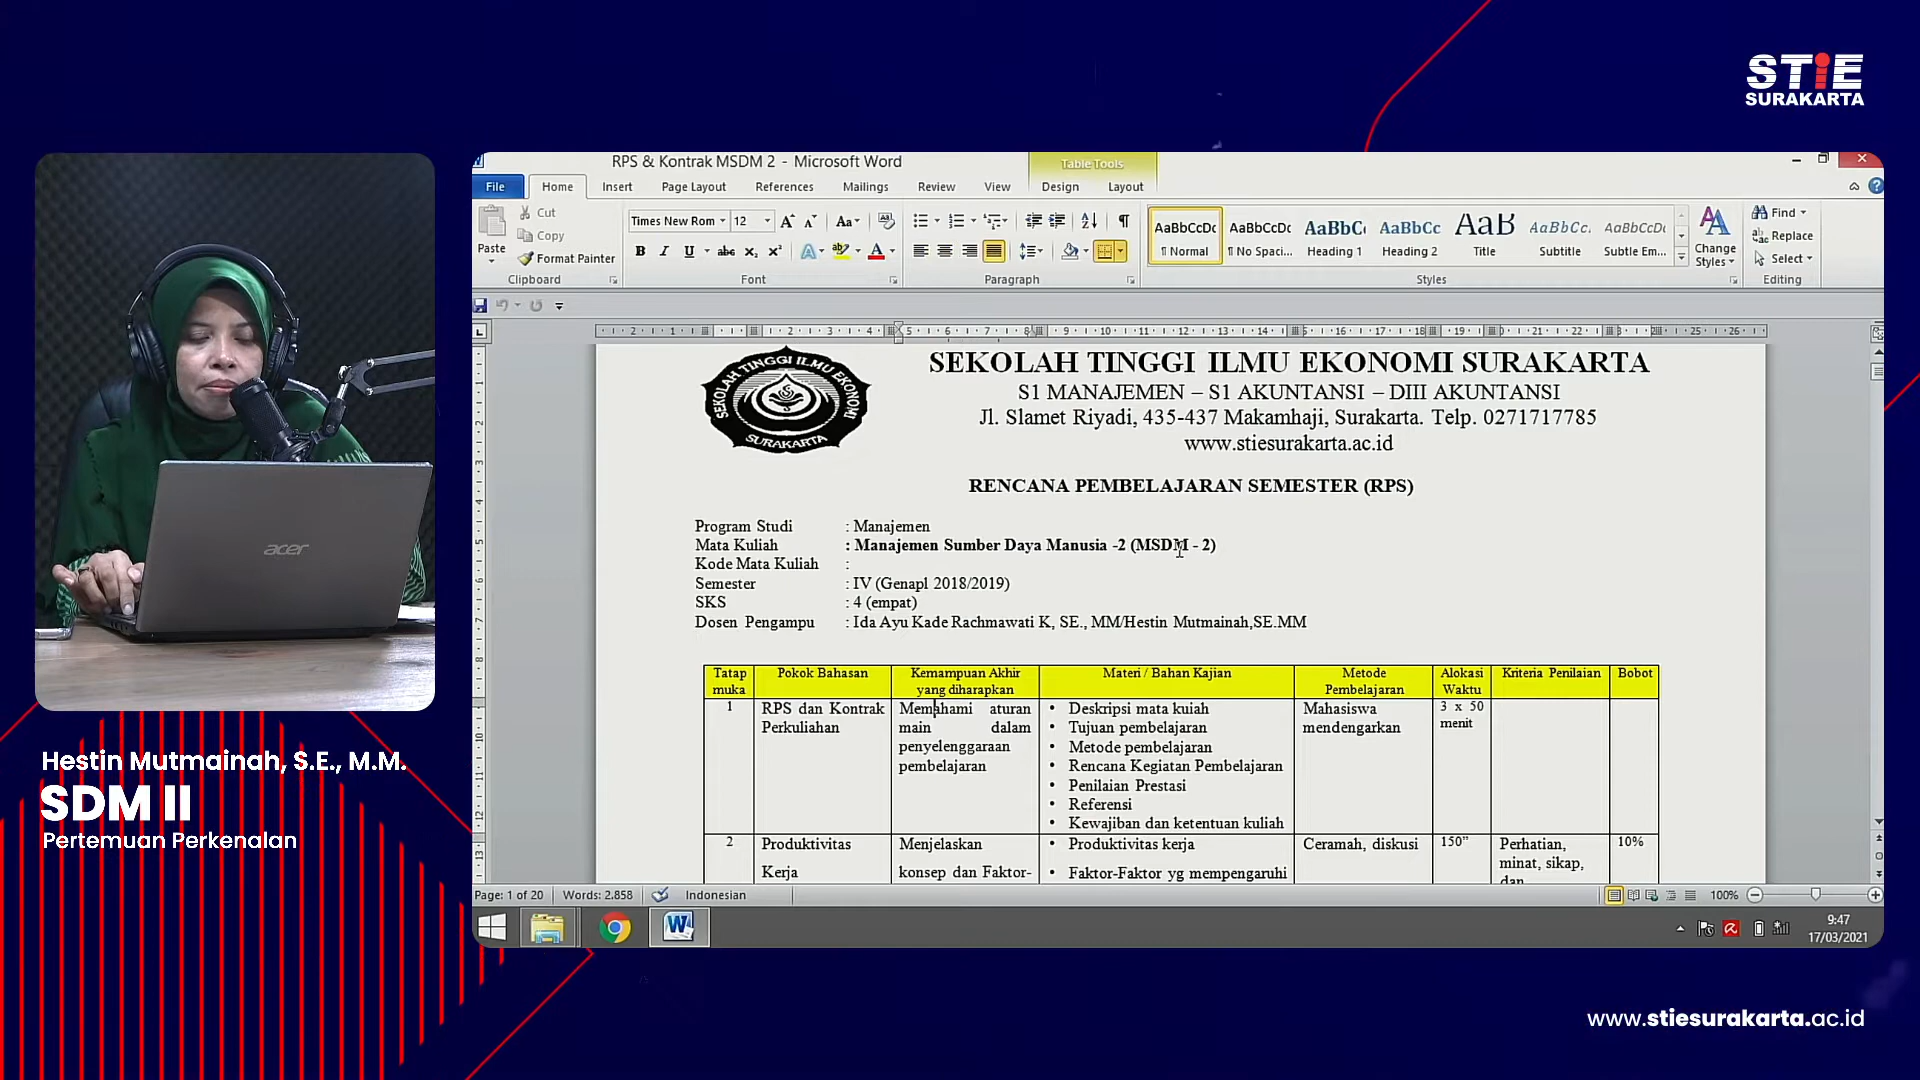 STiE
SURAKARTA
RPS & Kontrak MSDM 2 - Microsoft Word
Table Tools
File Home Insert Page Layout References Mailings Review View Design Layout
Cut
Copy
Format Painter
Paste
Clipboard
Times New Rom 12
Font
Paragraph
AaBbCcDc AaBbCcDc AaBbC AaBbCc AaB AaBbCc. AaBbCcDc
¶ Normal ¶ No Spaci... Heading 1 Heading 2 Title Subtitle Subtle Em...
Styles
Change
Styles
Find
Replace
Select
Editing
SEKOLAH TINGGI ILMU EKONOMI
SURAKARTA
SEKOLAH TINGGI ILMU EKONOMI SURAKARTA
S1 MANAJEMEN – S1 AKUNTANSI – DIII AKUNTANSI
Jl. Slamet Riyadi, 435-437 Makamhaji, Surakarta. Telp. 0271717785
www.stiesurakarta.ac.id
RENCANA PEMBELAJARAN SEMESTER (RPS)
Program Studi : Manajemen
Mata Kuliah : Manajemen Sumber Daya Manusia -2 (MSDM - 2)
Kode Mata Kuliah :
Semester : IV (Genapl 2018/2019)
SKS : 4 (empat)
Dosen Pengampu : Ida Ayu Kade Rachmawati K, SE., MM/Hestin Mutmainah,SE.MM
Tatap muka Pokok Bahasan Kemampuan Akhir yang diharapkan Materi / Bahan Kajian Metode Pembelajaran Alokasi Waktu Kriteria Penilaian Bobot
1 RPS dan Kontrak Perkuliahan
Memahami aturan main dalam penyelenggaraan pembelajaran
• Deskripsi mata kuiah
• Tujuan pembelajaran
• Metode pembelajaran
• Rencana Kegiatan Pembelajaran
• Penilaian Prestasi
• Referensi
• Kewajiban dan ketentuan kuliah
Mahasiswa mendengarkan
3 x 50 menit
2 Produktivitas Kerja
Menjelaskan konsep dan Faktor-
• Produktivitas kerja
• Faktor-Faktor yg mempengaruhi
Ceramah, diskusi
150”
Perhatian, minat, sikap, dan
10%
Page: 1 of 20 Words: 2.858 Indonesian 100%
9:47
17/03/2021
acer
Hestin Mutmainah, S.E., M.M.
SDM II
Pertemuan Perkenalan
www.stiesurakarta.ac.id